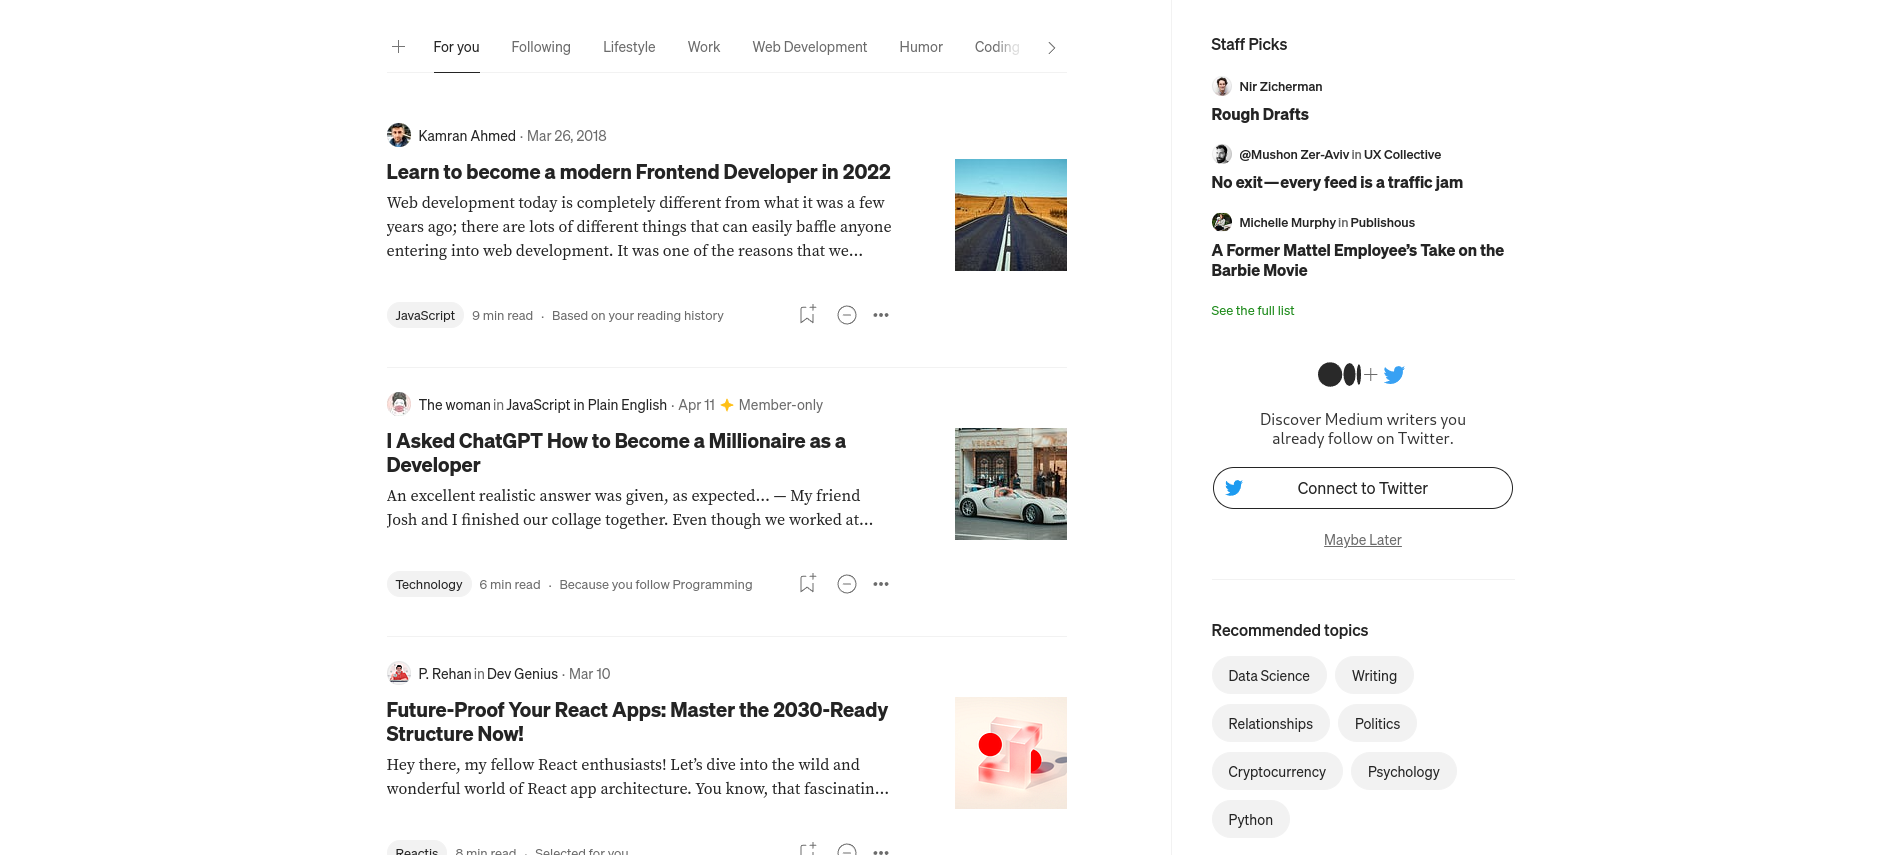 For you
Following
Lifestyle
Work
Web Development
Humor
Coding
Kamran Ahmed · Mar 26, 2018
Learn to become a modern Frontend Developer in 2022
Web development today is completely different from what it was a few
years ago; there are lots of different things that can easily baffle anyone
entering into web development. It was one of the reasons that we…
JavaScript 9 min read · Based on your reading history
The woman in JavaScript in Plain English · Apr 11 Member-only
I Asked ChatGPT How to Become a Millionaire as a
Developer
An excellent realistic answer was given, as expected… — My friend
Josh and I finished our collage together. Even though we worked at…
Technology 6 min read · Because you follow Programming
P. Rehan in Dev Genius · Mar 10
Future-Proof Your React Apps: Master the 2030-Ready
Structure Now!
Hey there, my fellow React enthusiasts! Let's dive into the wild and
wonderful world of React app architecture. You know, that fascinatin…
Reactjs 8 min read · Selected for you
Staff Picks
Nir Zicherman
Rough Drafts
@Mushon Zer-Aviv in UX Collective
No exit — every feed is a traffic jam
Michelle Murphy in Publishous
A Former Mattel Employee's Take on the
Barbie Movie
See the full list
Discover Medium writers you
already follow on Twitter.
Connect to Twitter
Maybe Later
Recommended topics
Data Science
Writing
Relationships
Politics
Cryptocurrency
Psychology
Python